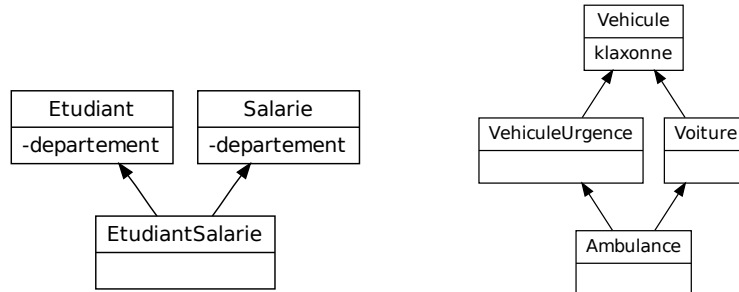 Etudiant
-departement
Salarie
-departement
EtudiantSalarie
Vehicule
klaxonne
VehiculeUrgence
Voiture
Ambulance